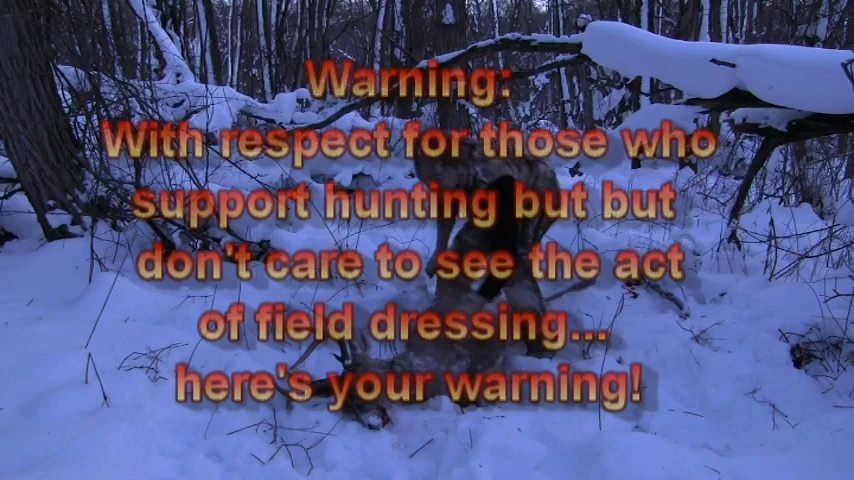 Warning:
With respect for those who
support hunting but but
don't care to see the act
of field dressing...
here's your warning!